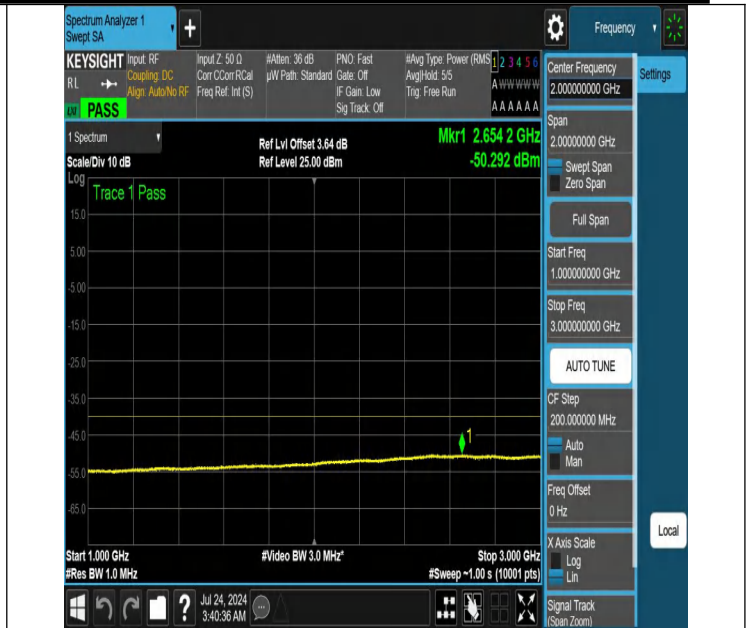 Spectrum Analyzer 1
Swept SA
+
Frequency
KEYSIGHT
RL
PASS
Input: RF
Coupling: DC
Align: Auto/No RF
Input Z: 50 Ω
Corr CCorr RCal
Freq Ref: Int (S)
#Atten: 36 dB
µW Path: Standard
PNO: Fast
Gate: Off
IF Gain: Low
Sig Track: Off
#Avg Type: Power (RMS
Avg|Hold: 5/5
Trig: Free Run
1 2 3 4 5 6
A W W W W W
A A A A A A
Center Frequency
2.000000000 GHz
Settings
Span
2.00000000 GHz
Swept Span
Zero Span
Full Span
Start Freq
1.000000000 GHz
Stop Freq
3.000000000 GHz
AUTO TUNE
CF Step
200.000000 MHz
Auto
Man
Freq Offset
0 Hz
X Axis Scale
Log
Lin
Local
Signal Track
(Span Zoom)
1 Spectrum
Scale/Div 10 dB
Ref Lvl Offset 3.64 dB
Ref Level 25.00 dBm
Mkr1 2.654 2 GHz
-50.292 dBm
Log
Trace 1 Pass
15.0
5.00
-5.00
-15.0
-25.0
-35.0
-45.0
-55.0
-65.0
1
Start 1.000 GHz
#Res BW 1.0 MHz
#Video BW 3.0 MHz*
Stop 3.000 GHz
#Sweep ~1.00 s (10001 pts)
?
Jul 24, 2024
3:40:36 AM